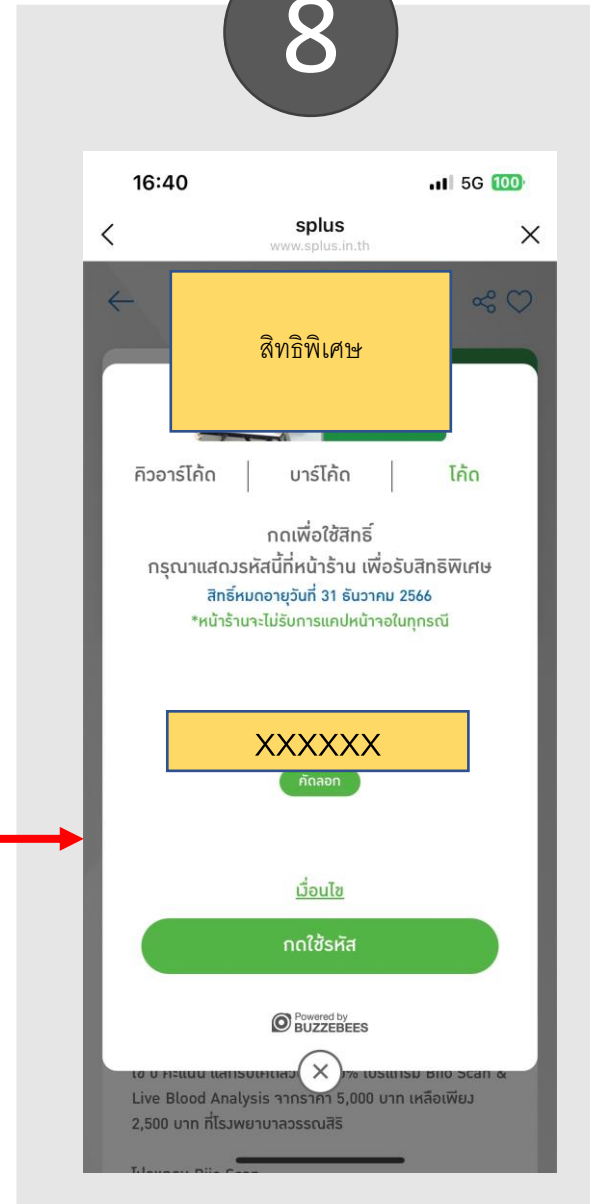 8
16:40
5G 100
splus
www.splus.in.th
สิทธิพิเศษ
คิวอาร์โค้ด
บาร์โค้ด
โค้ด
กดเพื่อใช้สิทธิ์
กรุณาแสดงรหัสนี้ที่หน้าร้าน เพื่อรับสิทธิพิเศษ
สิทธิ์หมดอายุวันที่ 31 ธันวาคม 2566
*หน้าร้านจะไม่รับการแคปหน้าจอในทุกรณี
XXXXXX
คัดลอก
เงื่อนไข
กดใช้รหัส
Powered by
BUZZEBEES
โปรแกรม Biio Scan &
Live Blood Analysis จากราคา 5,000 บาท เหลือเพียง
2,500 บาท ที่โรงพยาบาลวรรณสิริ